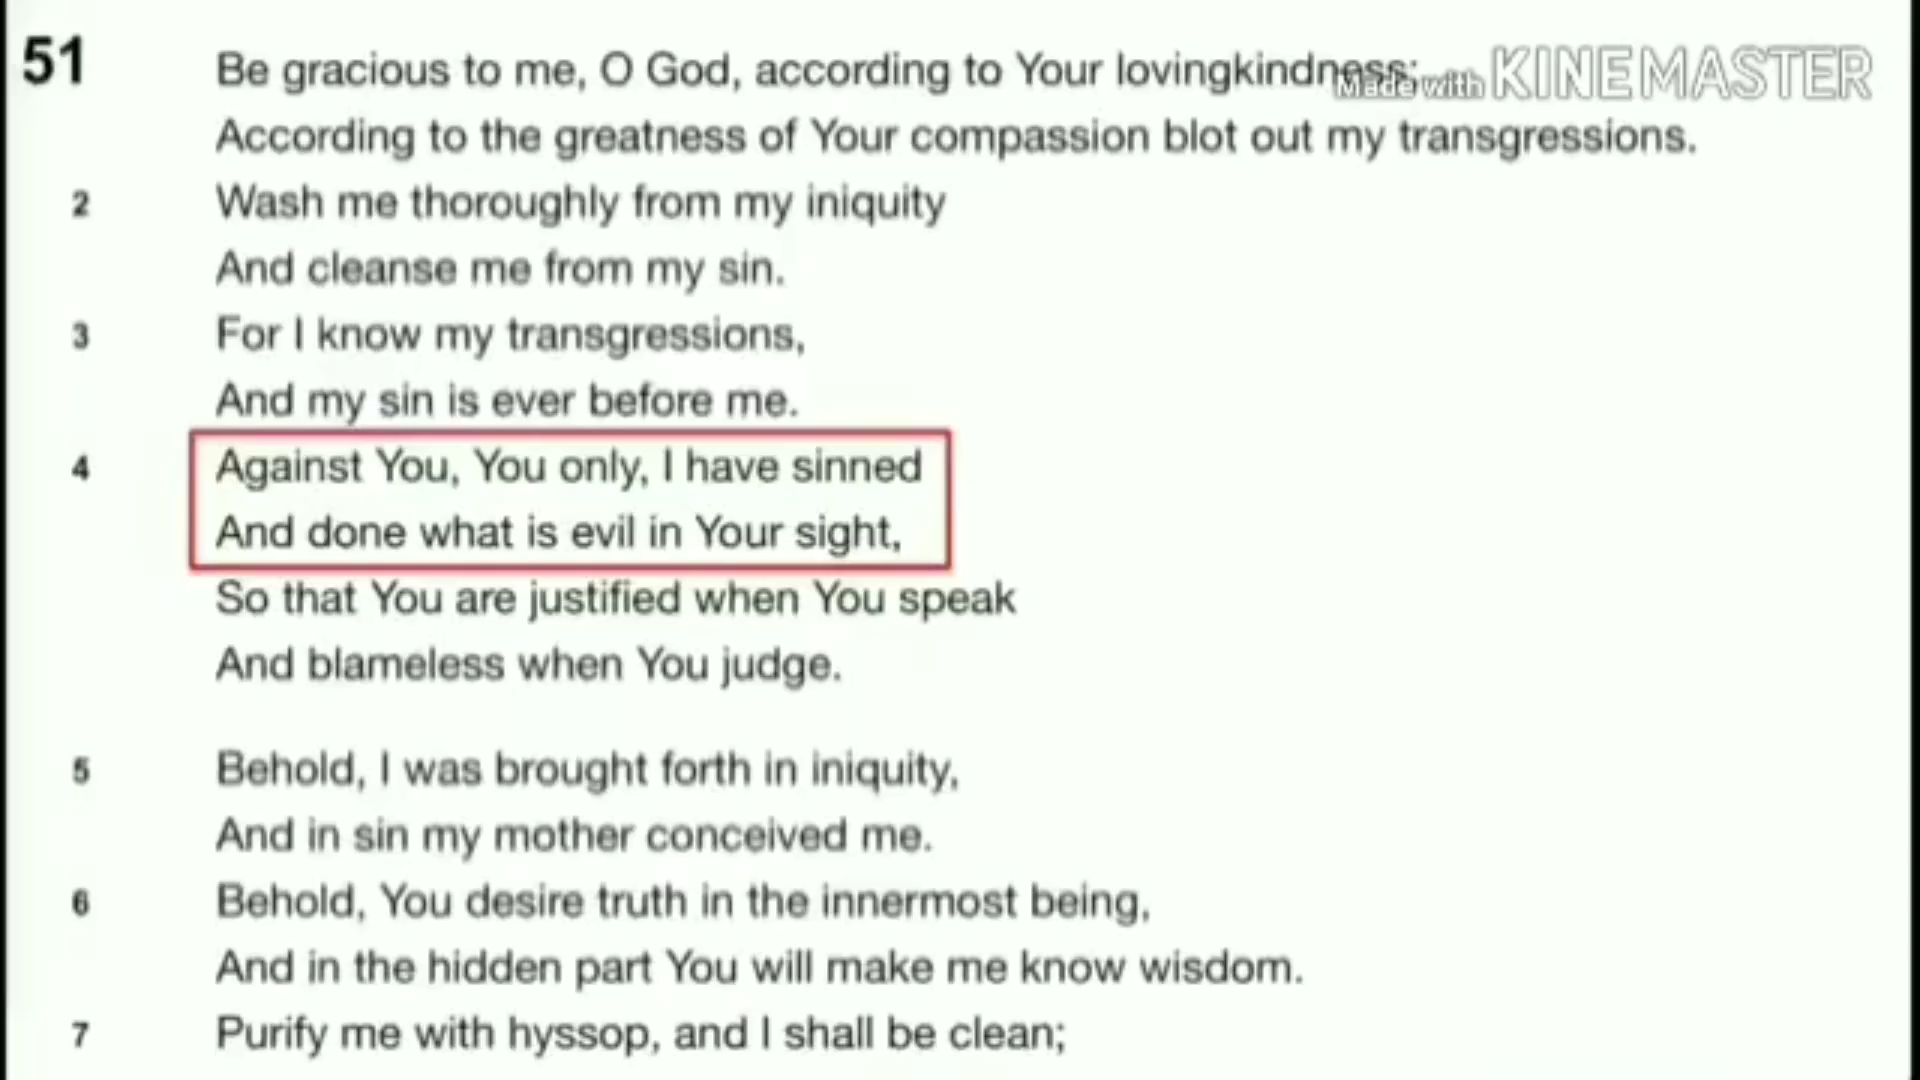 51 Be gracious to me, O God, according to Your lovingkindness;
Made with KINEMASTER
According to the greatness of Your compassion blot out my transgressions.
2 Wash me thoroughly from my iniquity
And cleanse me from my sin.
3 For I know my transgressions,
And my sin is ever before me.
4 Against You, You only, I have sinned
And done what is evil in Your sight,
So that You are justified when You speak
And blameless when You judge.
5 Behold, I was brought forth in iniquity,
And in sin my mother conceived me.
6 Behold, You desire truth in the innermost being,
And in the hidden part You will make me know wisdom.
7 Purify me with hyssop, and I shall be clean;